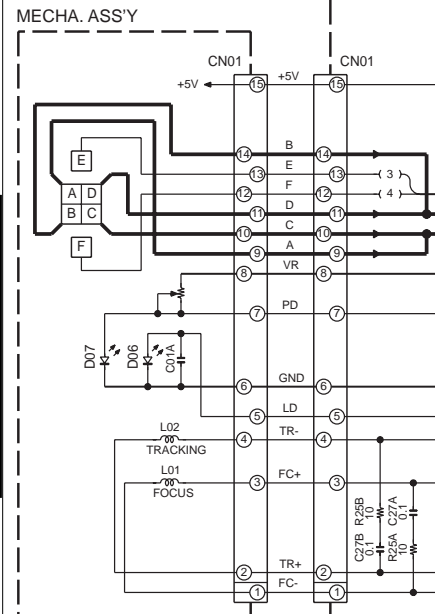 MECHA. ASS'Y
CN01 CN01
+5V 15 +5V 15
14 B 14
E 13 E 13 3
12 F 12 4
A D 11 D 11
B C 10 C 10
F 9 A 9
8 VR 8
7 PD 7
D07 D06 C01A
6 GND 6
5 LD 5
L02 4 TR- 4
TRACKING
L01 3 FC+ 3
FOCUS
R25B 10 C27A 0.1
C27B 0.1 R25A 10
2 TR+ 2
1 FC- 1